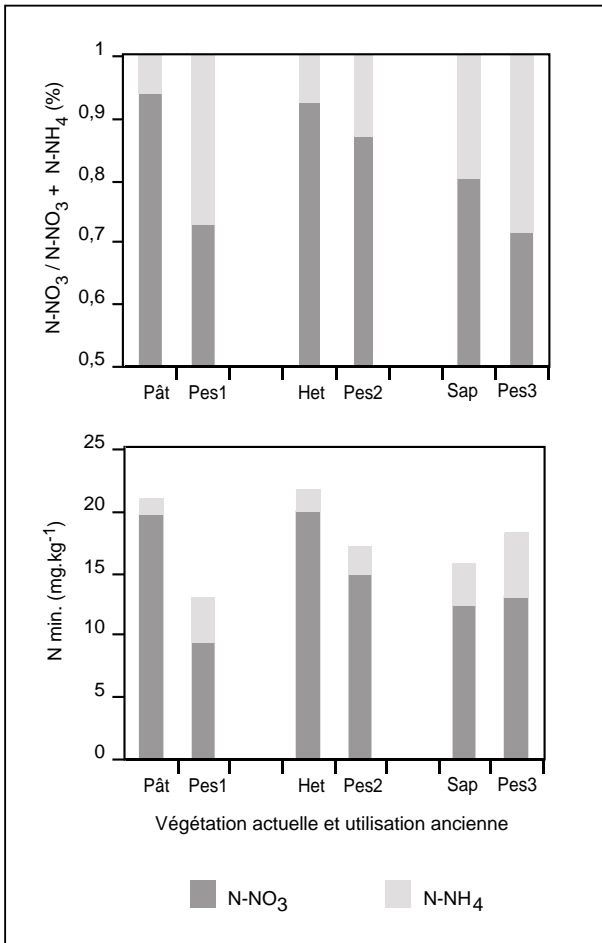 N-NO3 / N-NO3 + N-NH4 (%)
1
0,9
0,8
0,7
0,6
0,5
Pât Pes1 Het Pes2 Sap Pes3
N min. (mg.kg-1)
25
20
15
10
5
0
Pât Pes1 Het Pes2 Sap Pes3
Végétation actuelle et utilisation ancienne
N-NO3 N-NH4